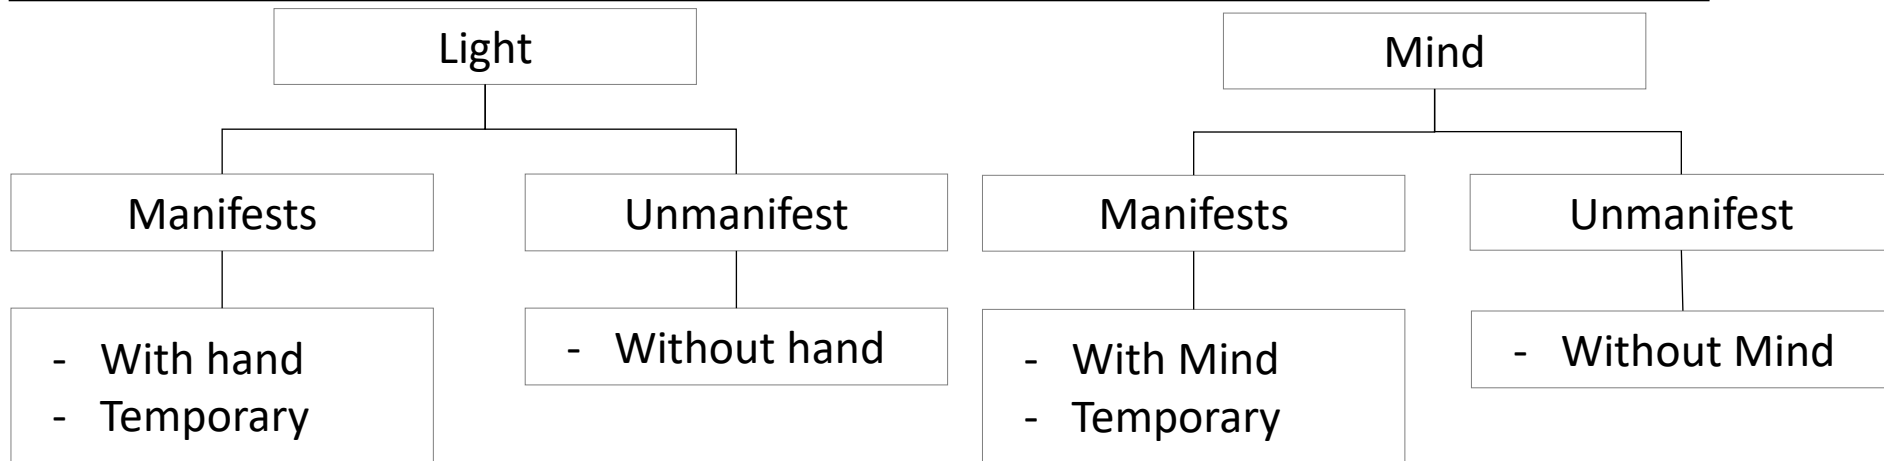 Light
Mind
Manifests
Unmanifest
Manifests
Unmanifest
- With hand
- Temporary
- Without hand
- With Mind
- Temporary
- Without Mind